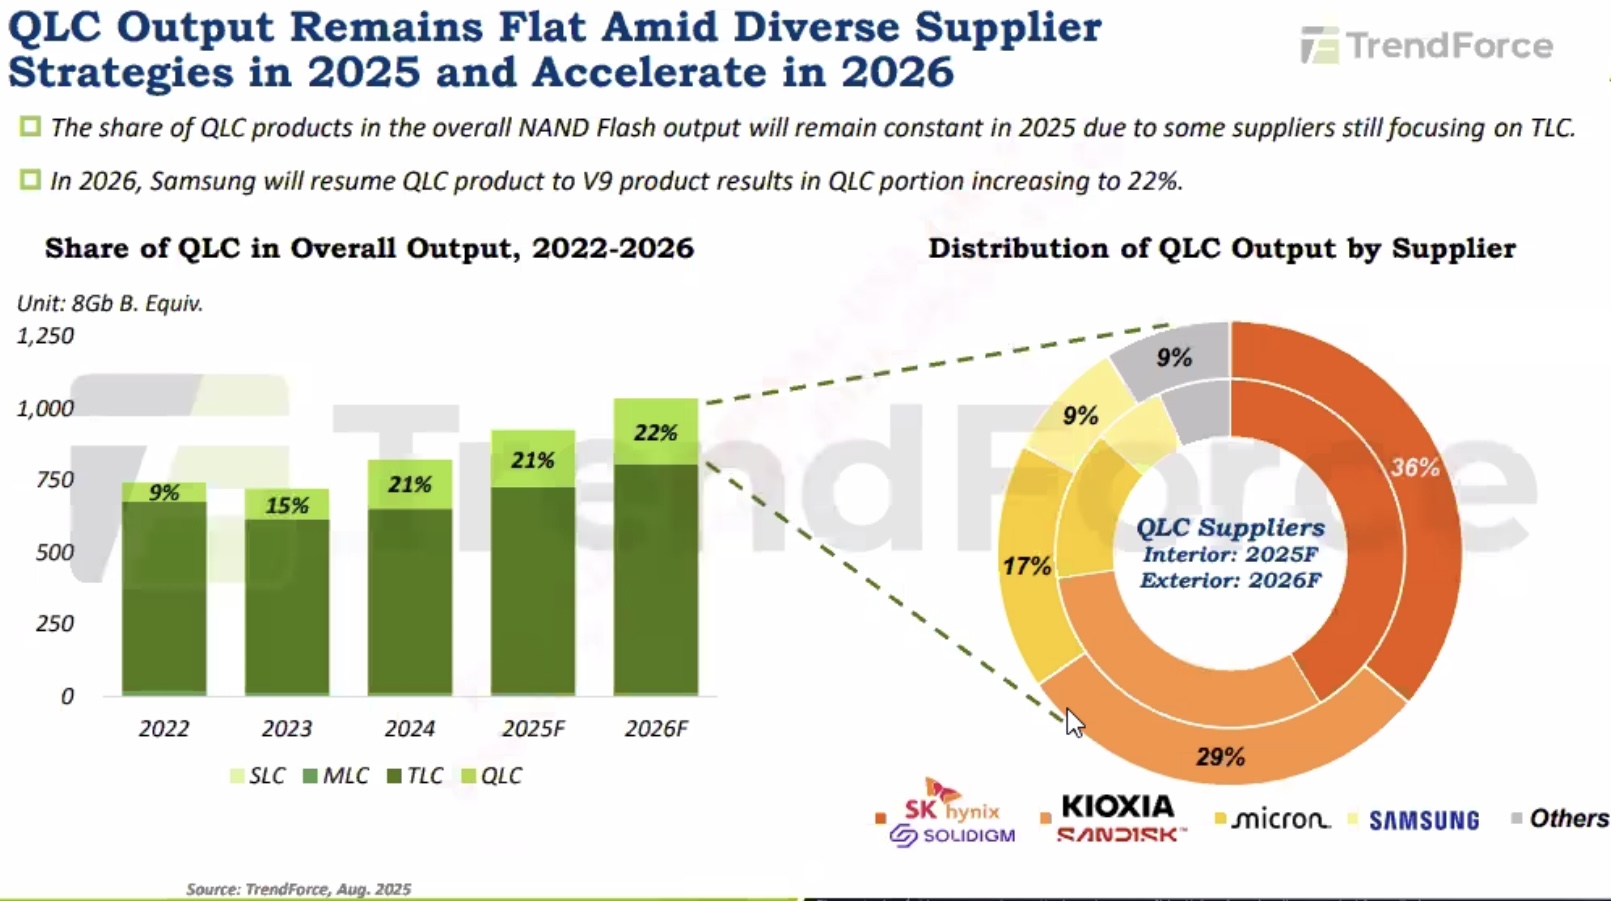 QLC Output Remains Flat Amid Diverse Supplier
Strategies in 2025 and Accelerate in 2026
TrendForce
The share of QLC products in the overall NAND Flash output will remain constant in 2025 due to some suppliers still focusing on TLC.
In 2026, Samsung will resume QLC product to V9 product results in QLC portion increasing to 22%.
Share of QLC in Overall Output, 2022-2026
Unit: 8Gb B. Equiv.
1,250
1,000
750
500
250
0
9%
15%
21%
21%
22%
2022
2023
2024
2025F
2026F
SLC
MLC
TLC
QLC
Distribution of QLC Output by Supplier
9%
9%
36%
17%
29%
QLC Suppliers
Interior: 2025F
Exterior: 2026F
SK hynix
SOLIDIGM
KIOXIA
SANDISK™
micron
SAMSUNG
Others
TrendForce
Source: TrendForce, Aug. 2025